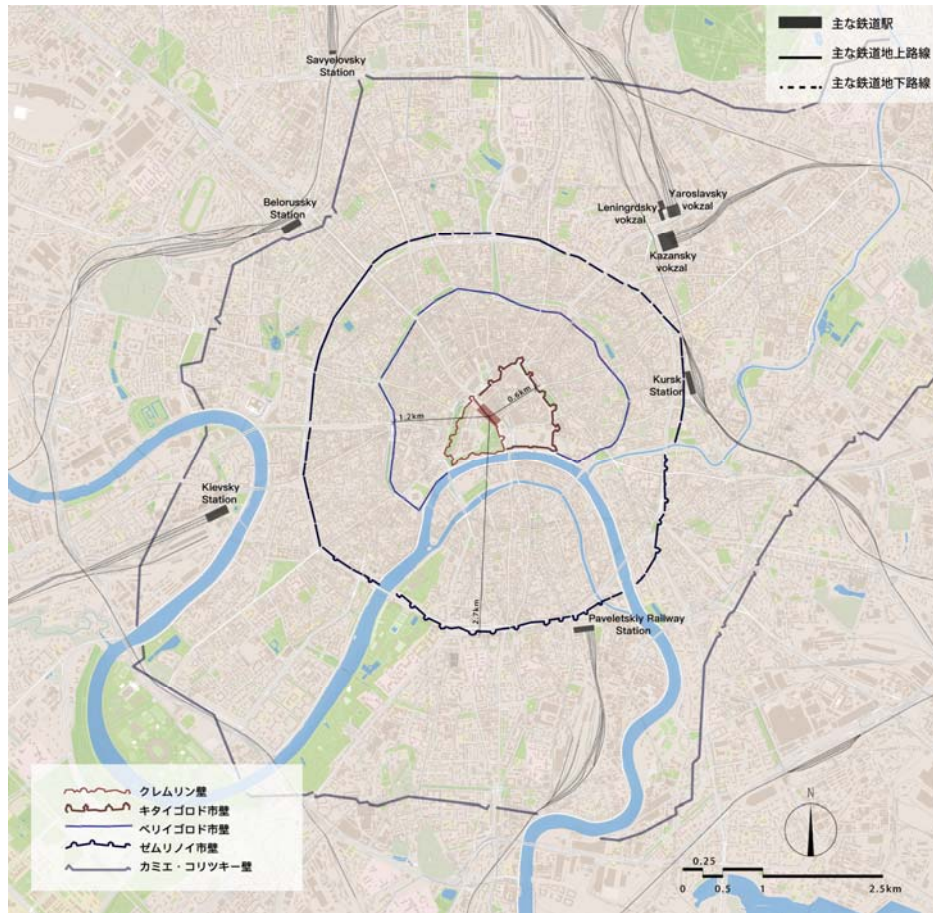 主な鉄道駅
主な鉄道地上路線
主な鉄道地下路線
Savyelovsky
Station
Belorussky
Station
Yaroslavsky
vokzal
Leningrdsky
vokzal
Kazansky
vokzal
Kursk
Station
0.6km
1.2km
Kievsky
Station
2.7km
Paveletskiy Railway
Station
クレムリン壁
キタイゴロド市壁
ベリイゴロド市壁
ゼムリノイ市壁
カミエ・コリツキー壁
N
0.25
0 0.5 1 2.5km